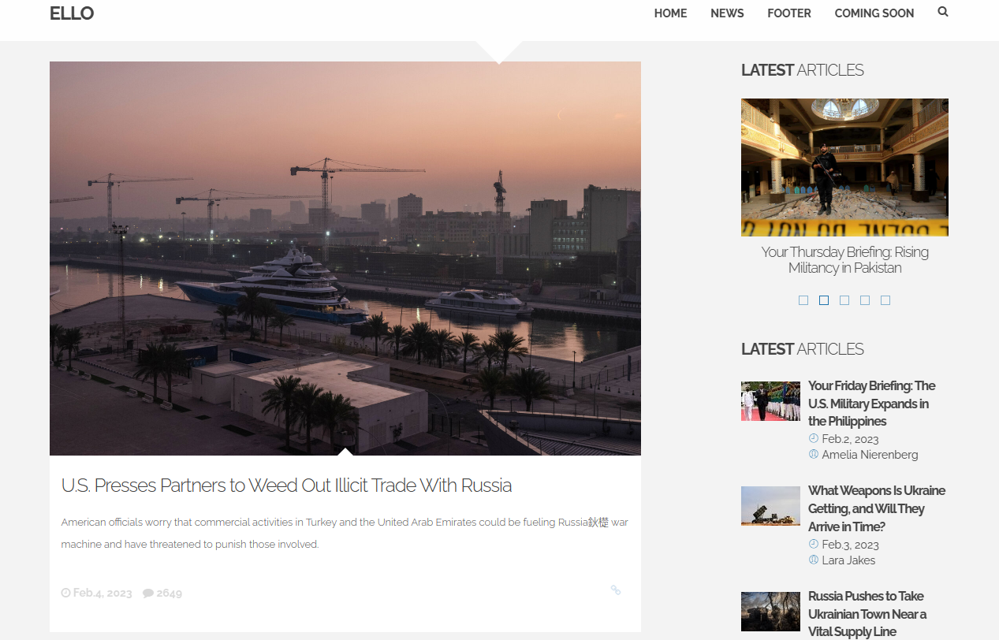 ELLO
HOME NEWS FOOTER COMING SOON
U.S. Presses Partners to Weed Out Illicit Trade With Russia
American officials worry that commercial activities in Turkey and the United Arab Emirates could be fueling Russia鈥檚 war
machine and have threatened to punish those involved.
Feb.4, 2023 2649
LATEST ARTICLES
Your Thursday Briefing: Rising
Militancy in Pakistan
LATEST ARTICLES
Your Friday Briefing: The
U.S. Military Expands in
the Philippines
Feb.2, 2023
Amelia Nierenberg
What Weapons Is Ukraine
Getting, and Will They
Arrive in Time?
Feb.3, 2023
Lara Jakes
Russia Pushes to Take
Ukrainian Town Near a
Vital Supply Line